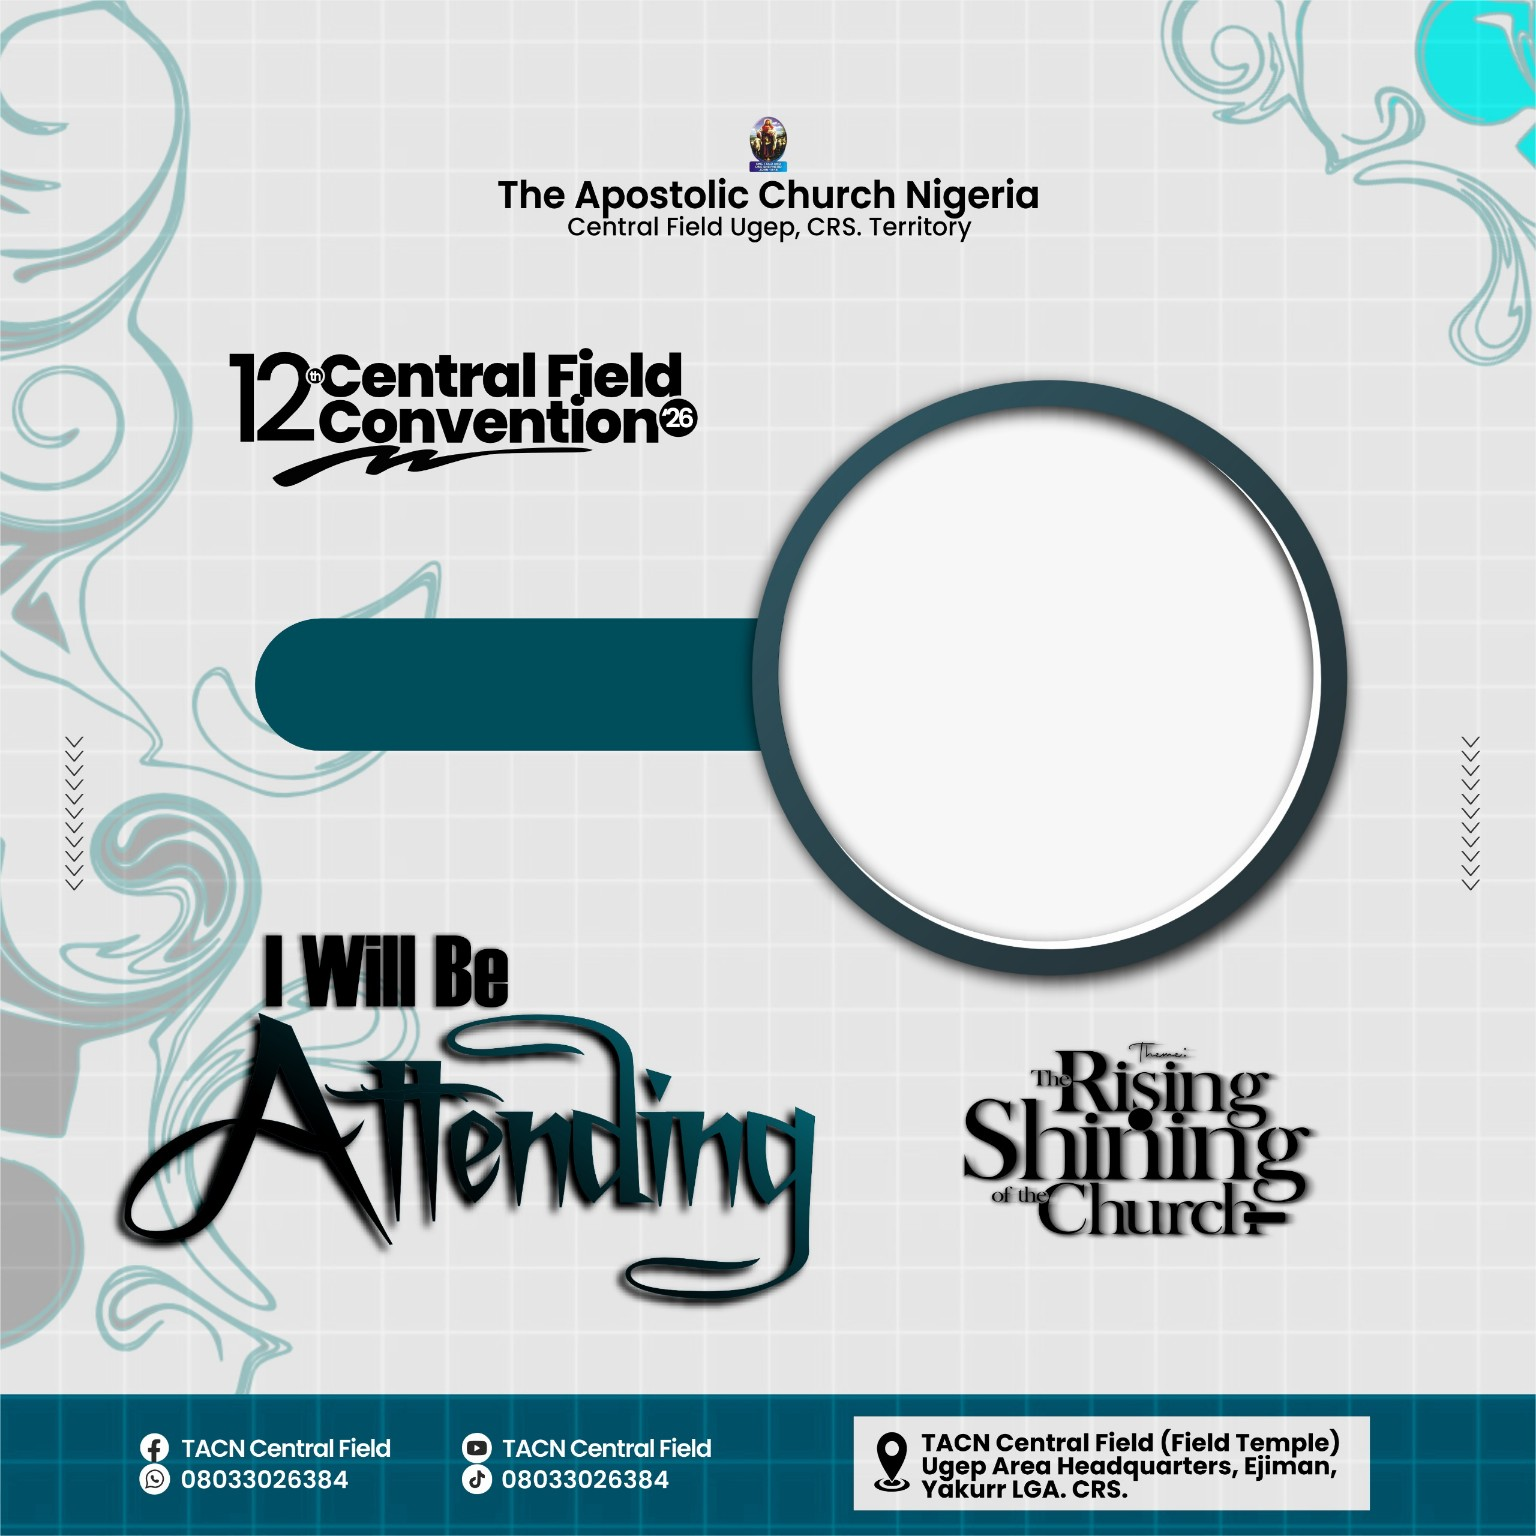 The Apostolic Church Nigeria
Central Field Ugep, CRS. Territory
12th Central Field
Convention '26
I Will Be
Attending
Theme:
The Rising
Shining
of the Church
TACN Central Field
08033026384
TACN Central Field
08033026384
TACN Central Field (Field Temple)
Ugep Area Headquarters, Ejiman,
Yakurr LGA. CRS.